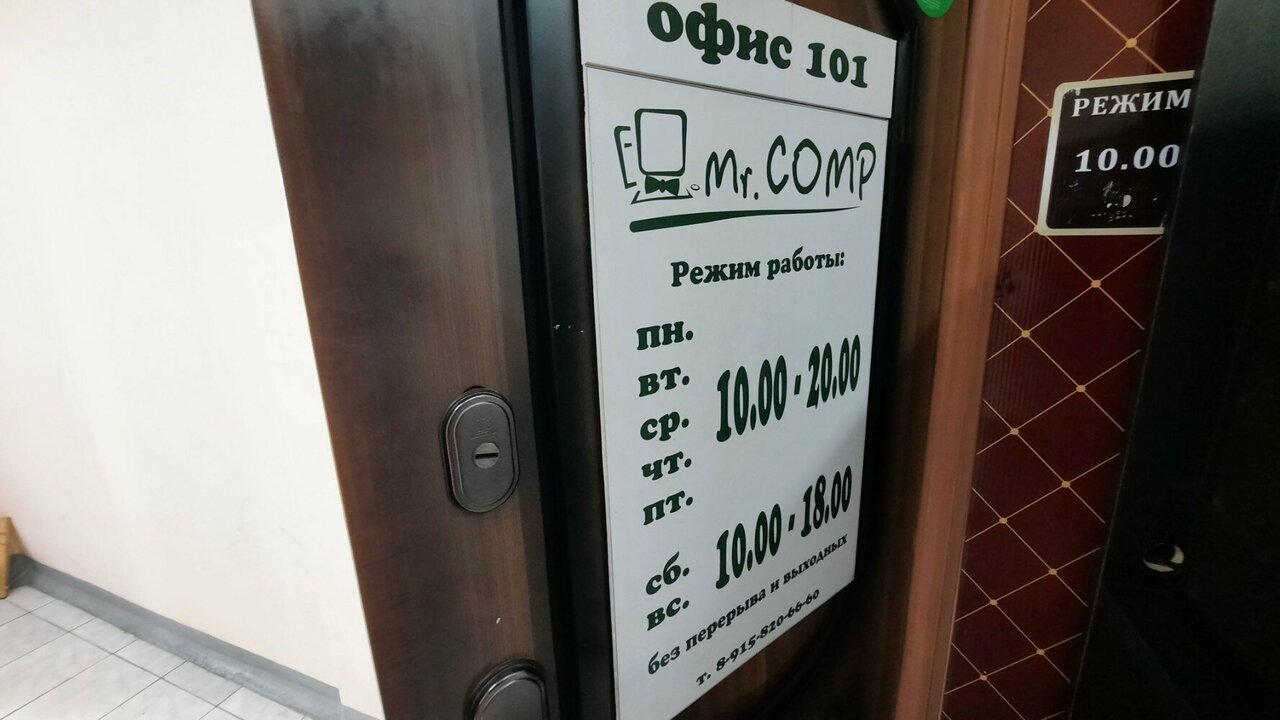 офис 101
Mr. COMP
Режим работы:
пн.
вт.
ср.
чт.
пт.
10.00 - 20.00
сб.
вс.
10.00 - 18.00
без перерыва и выходных
т. 8-915-820-66-60
РЕЖИМ
10.00